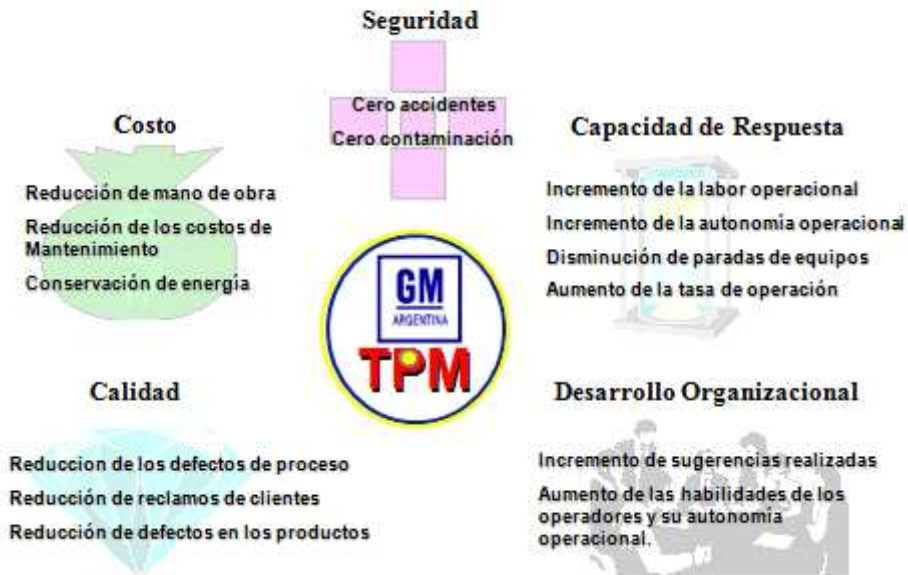 Seguridad
Cero accidentes
Cero contaminación
Costo
Reducción de mano de obra
Reducción de los costos de
Mantenimiento
Conservación de energía
Capacidad de Respuesta
Incremento de la labor operacional
Incremento de la autonomía operacional
Disminución de paradas de equipos
Aumento de la tasa de operación
GM
ARGENTINA
TPM
Calidad
Reduccion de los defectos de proceso
Reducción de reclamos de clientes
Reducción de defectos en los productos
Desarrollo Organizacional
Incremento de sugerencias realizadas
Aumento de las habilidades de los
operadores y su autonomía
operacional.